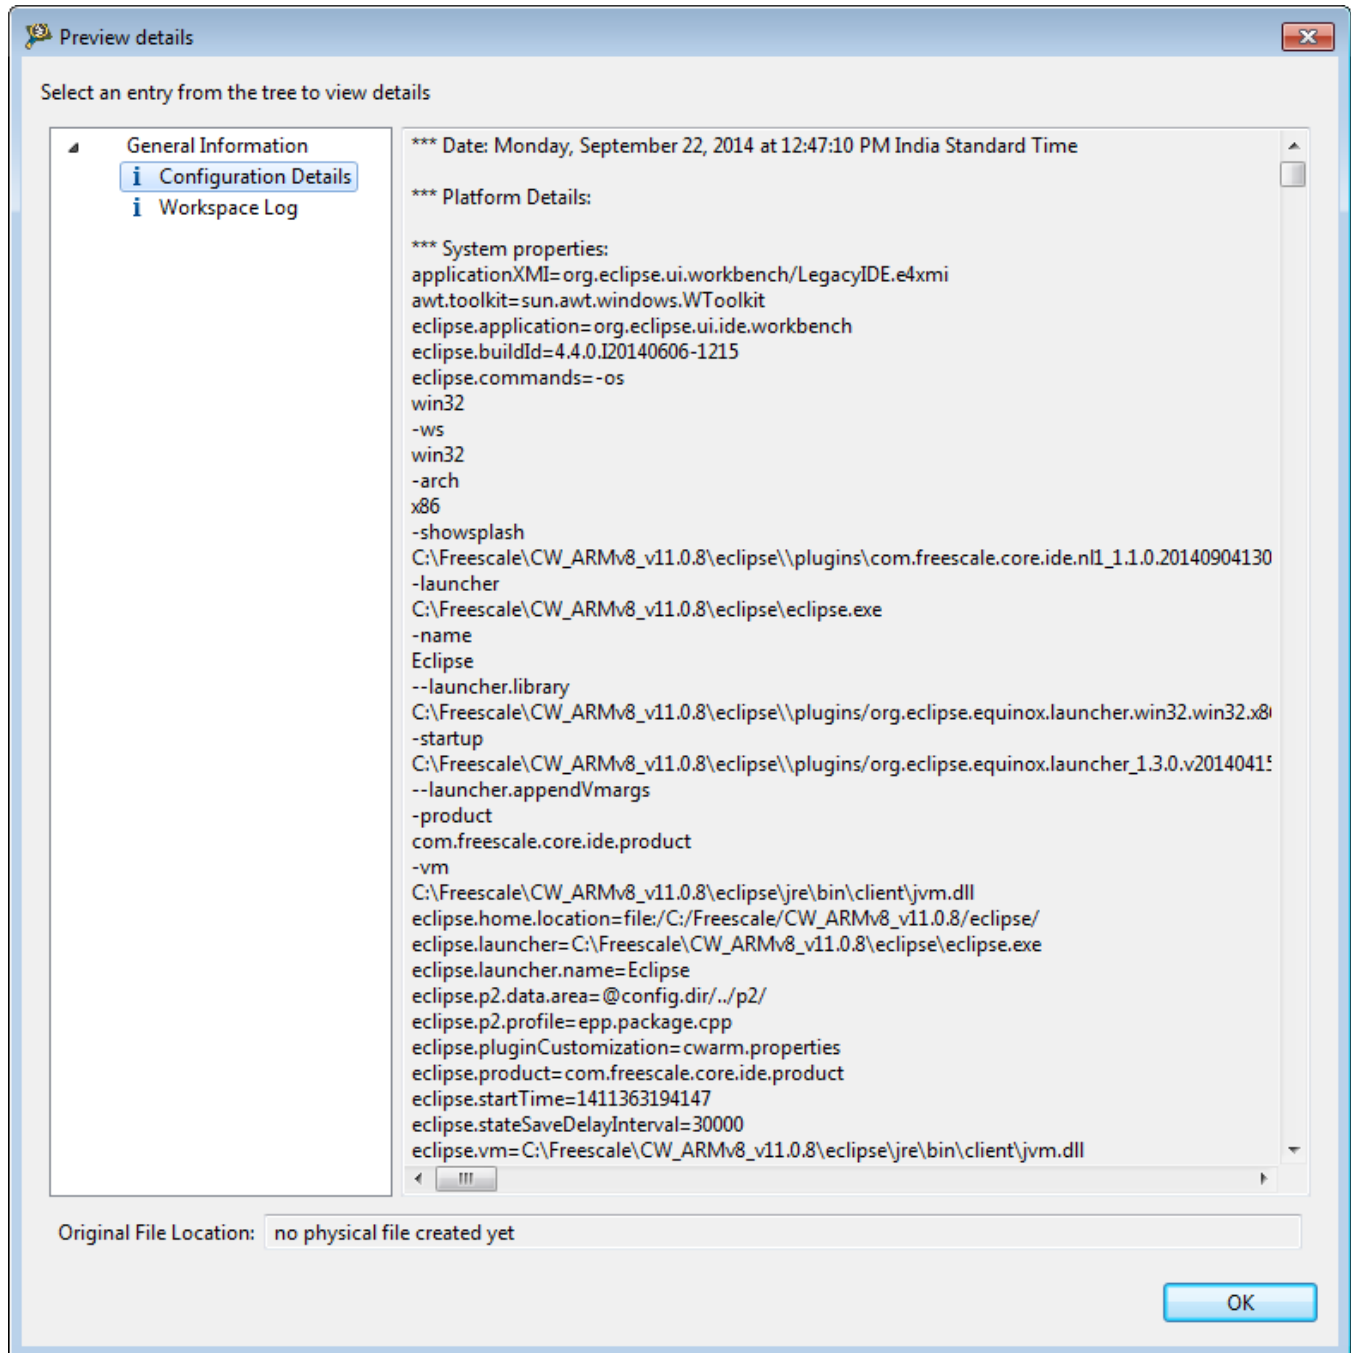 Preview details
Select an entry from the tree to view details
General Information
i Configuration Details
i Workspace Log
*** Date: Monday, September 22, 2014 at 12:47:10 PM India Standard Time
*** Platform Details:
*** System properties:
applicationXMI=org.eclipse.ui.workbench/LegacyIDE.e4xmi
awt.toolkit=sun.awt.windows.WToolkit
eclipse.application=org.eclipse.ui.ide.workbench
eclipse.buildId=4.4.0.I20140606-1215
eclipse.commands=-os
win32
-ws
win32
-arch
x86
-showsplash
C:\Freescale\CW_ARMv8_v11.0.8\eclipse\\plugins\com.freescale.core.ide.nl1_1.1.0.20140904130
-launcher
C:\Freescale\CW_ARMv8_v11.0.8\eclipse\eclipse.exe
-name
Eclipse
--launcher.library
C:\Freescale\CW_ARMv8_v11.0.8\eclipse\\plugins/org.eclipse.equinox.launcher.win32.win32.x8
-startup
C:\Freescale\CW_ARMv8_v11.0.8\eclipse\\plugins/org.eclipse.equinox.launcher_1.3.0.v20140415
--launcher.appendVmargs
-product
com.freescale.core.ide.product
-vm
C:\Freescale\CW_ARMv8_v11.0.8\eclipse\jre\bin\client\jvm.dll
eclipse.home.location=file:/C:/Freescale/CW_ARMv8_v11.0.8/eclipse/
eclipse.launcher=C:\Freescale\CW_ARMv8_v11.0.8\eclipse\eclipse.exe
eclipse.launcher.name=Eclipse
eclipse.p2.data.area=@config.dir/../p2/
eclipse.p2.profile=epp.package.cpp
eclipse.pluginCustomization=cwarm.properties
eclipse.product=com.freescale.core.ide.product
eclipse.startTime=1411363194147
eclipse.stateSaveDelayInterval=30000
eclipse.vm=C:\Freescale\CW_ARMv8_v11.0.8\eclipse\jre\bin\client\jvm.dll
Original File Location: no physical file created yet
OK